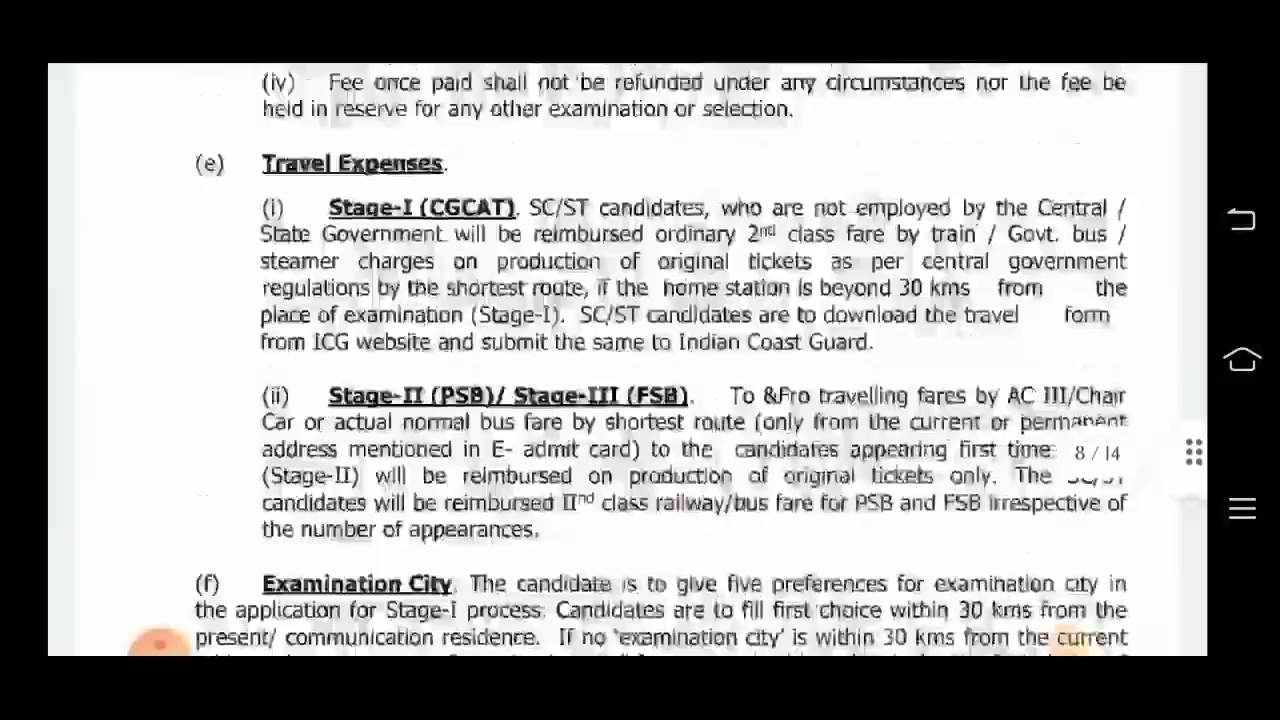 (iv) Fee once paid shall not be refunded under any circumstances nor the fee be
held in reserve for any other examination or selection.
(e) Travel Expenses.
(i) Stage-I (CGCAT). SC/ST candidates, who are not employed by the Central /
State Government will be reimbursed ordinary 2nd class fare by train / Govt. bus /
steamer charges on production of original tickets as per central government
regulations by the shortest route, if the home station is beyond 30 kms from the
place of examination (Stage-I). SC/ST candidates are to download the travel form
from ICG website and submit the same to Indian Coast Guard.
(ii) Stage-II (PSB)/ Stage-III (FSB). To &Fro travelling fares by AC III/Chair
Car or actual normal bus fare by shortest route (only from the current or permanent
address mentioned in E- admit card) to the candidates appearing first time
8 / 14
(Stage-II) will be reimbursed on production of original tickets only. The
candidates will be reimbursed IInd class railway/bus fare for PSB and FSB irrespective of
the number of appearances.
(f) Examination City. The candidate is to give five preferences for examination city in
the application for Stage-I process. Candidates are to fill first choice within 30 kms from the
present/ communication residence. If no 'examination city' is within 30 kms from the current